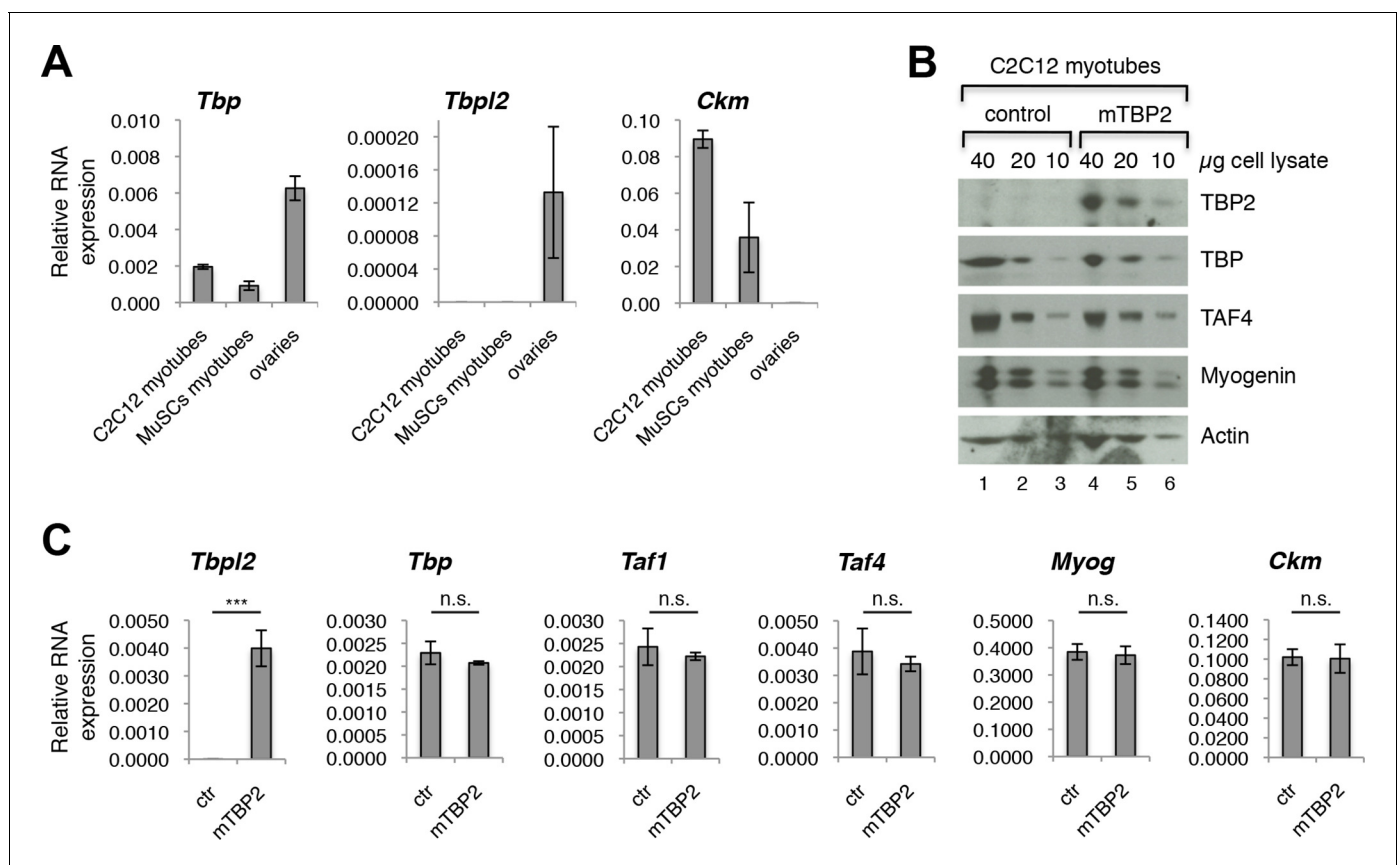 A
Tbp
Tbpl2
Ckm
Relative RNA
expression
0.010
0.008
0.006
0.004
0.002
0.000
C2C12 myotubes
MuSCs myotubes
ovaries
0.00020
0.00016
0.00012
0.00008
0.00004
0.00000
C2C12 myotubes
MuSCs myotubes
ovaries
0.10
0.08
0.06
0.04
0.02
0.00
C2C12 myotubes
MuSCs myotubes
ovaries
B
C2C12 myotubes
control mTBP2
40 20 10 40 20 10 µg cell lysate
TBP2
TBP
TAF4
Myogenin
Actin
1 2 3 4 5 6
C
Tbpl2
***
Relative RNA
expression
0.0050
0.0040
0.0030
0.0020
0.0010
0.0000
ctr
mTBP2
Tbp
n.s.
0.0030
0.0025
0.0020
0.0015
0.0010
0.0005
0.0000
ctr
mTBP2
Taf1
n.s.
0.0030
0.0025
0.0020
0.0015
0.0010
0.0005
0.0000
ctr
mTBP2
Taf4
n.s.
0.0050
0.0040
0.0030
0.0020
0.0010
0.0000
ctr
mTBP2
Myog
n.s.
0.5000
0.4000
0.3000
0.2000
0.1000
0.0000
ctr
mTBP2
Ckm
n.s.
0.1400
0.1200
0.1000
0.0800
0.0600
0.0400
0.0200
0.0000
ctr
mTBP2